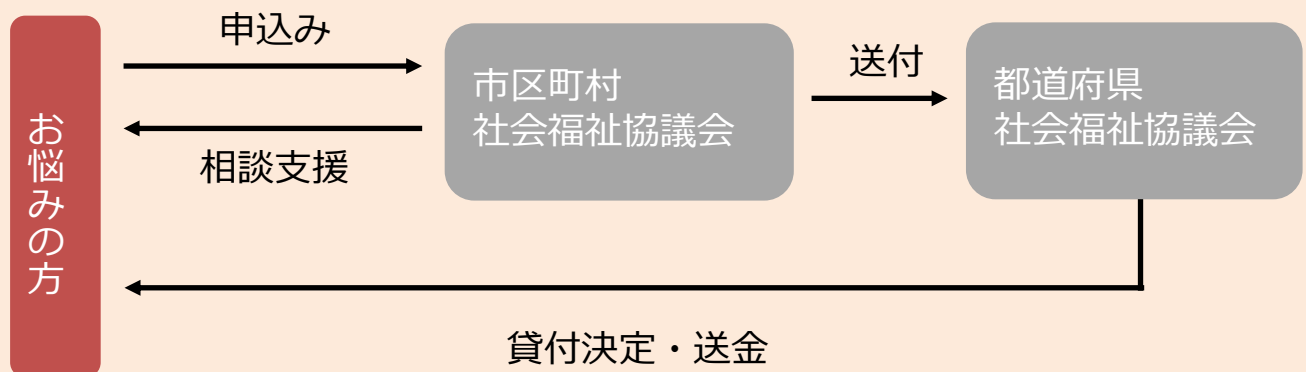 申込み
市区町村
社会福祉協議会
送付
都道府県
社会福祉協議会
お悩みの方
相談支援
貸付決定・送金